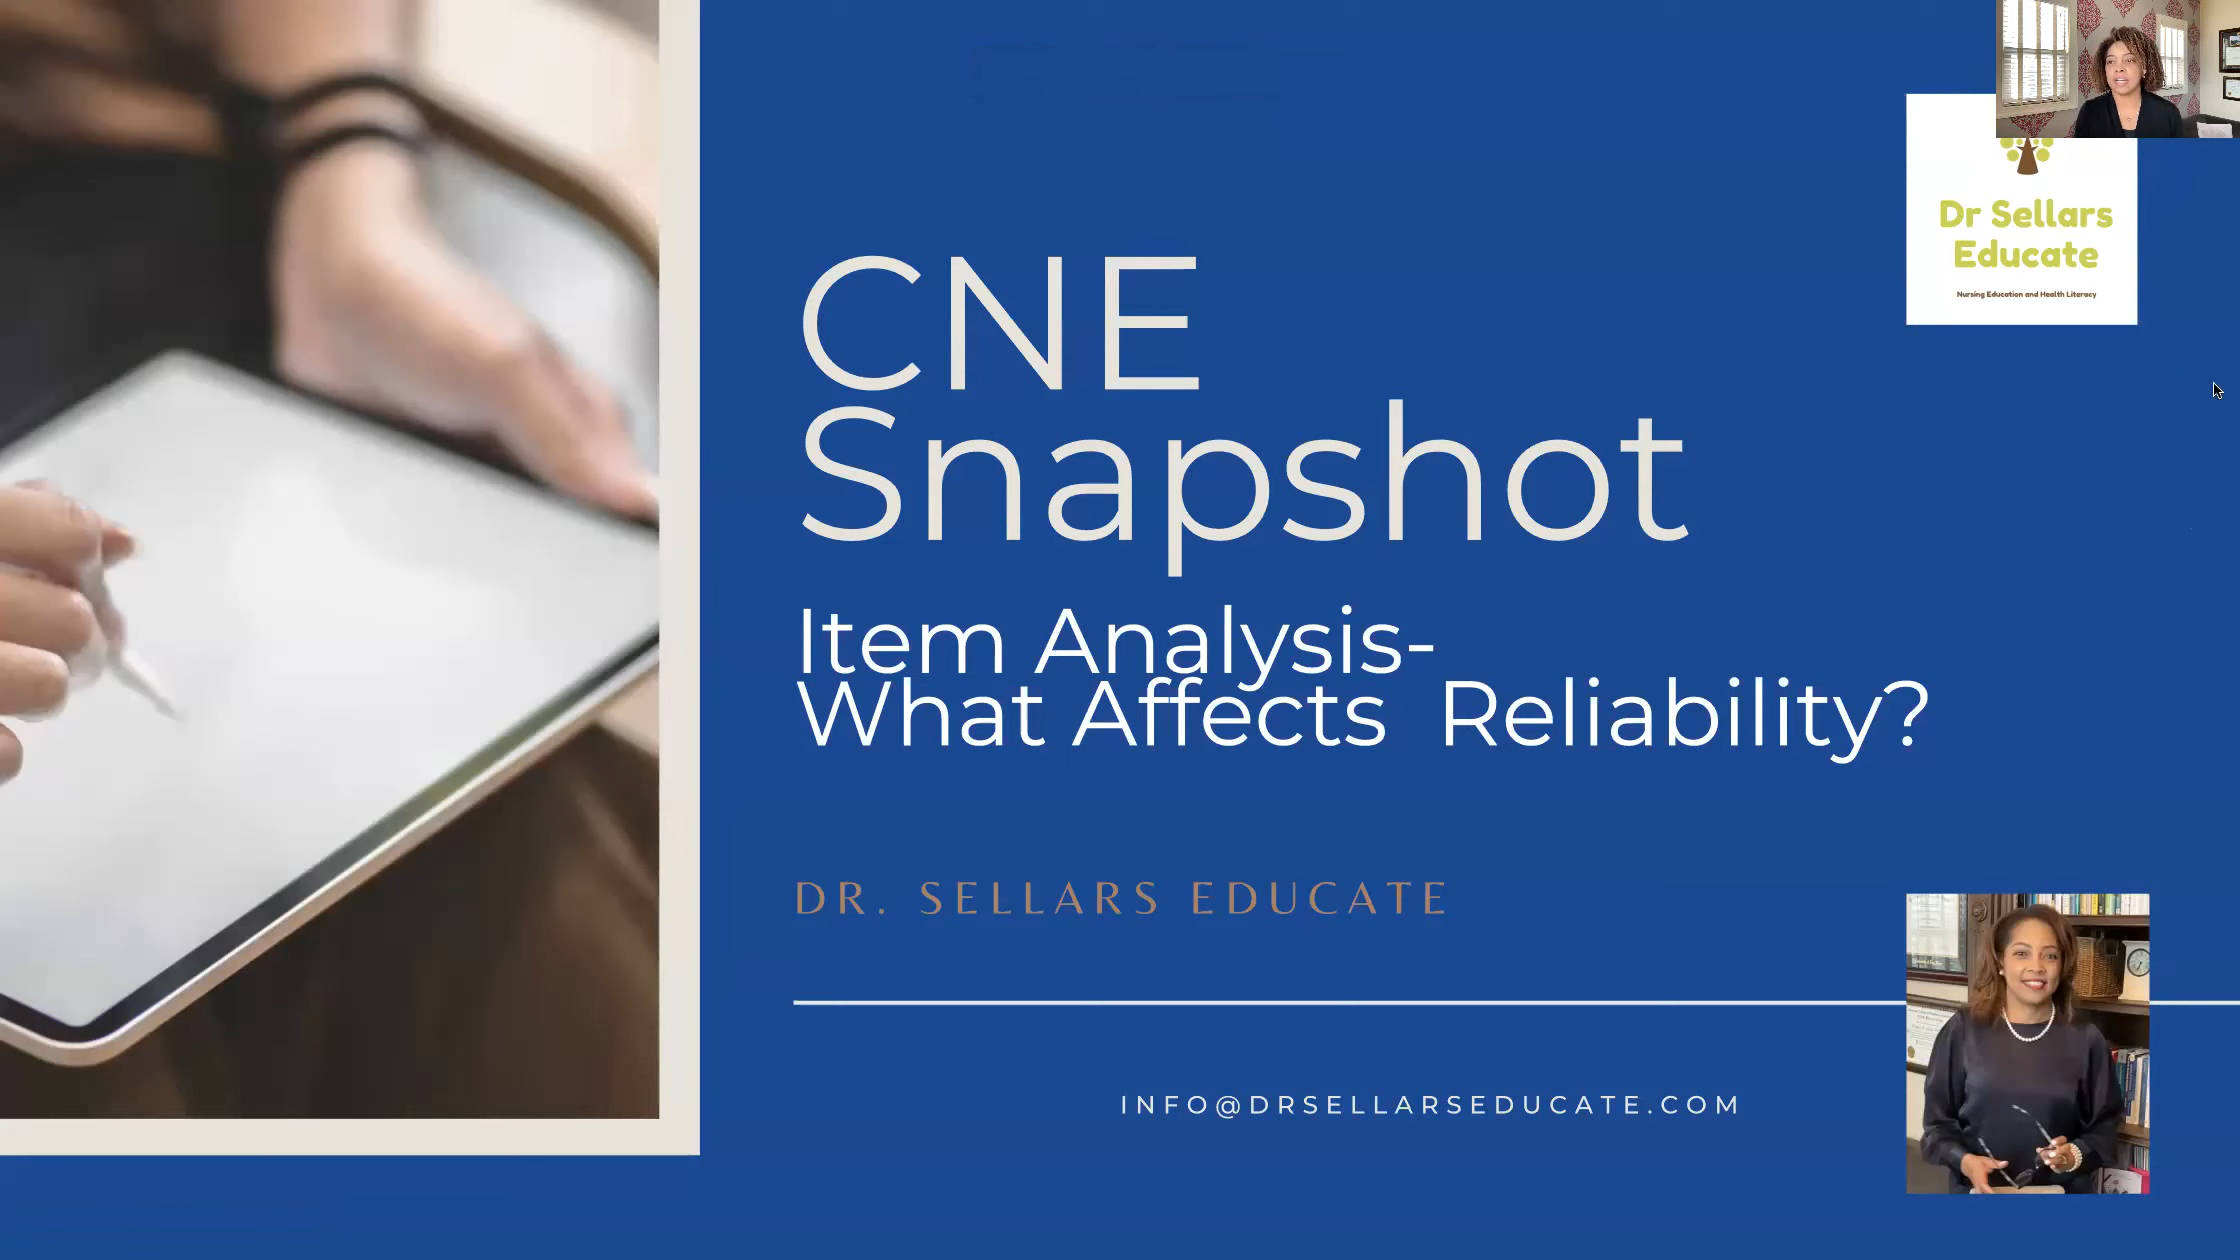 CNE
Snapshot
Item Analysis-
What Affects Reliability?
DR. SELLARS EDUCATE
INFO@DRSELLARSEDUCATE.COM
Dr Sellars
Educate
Nursing Education and Health Literacy